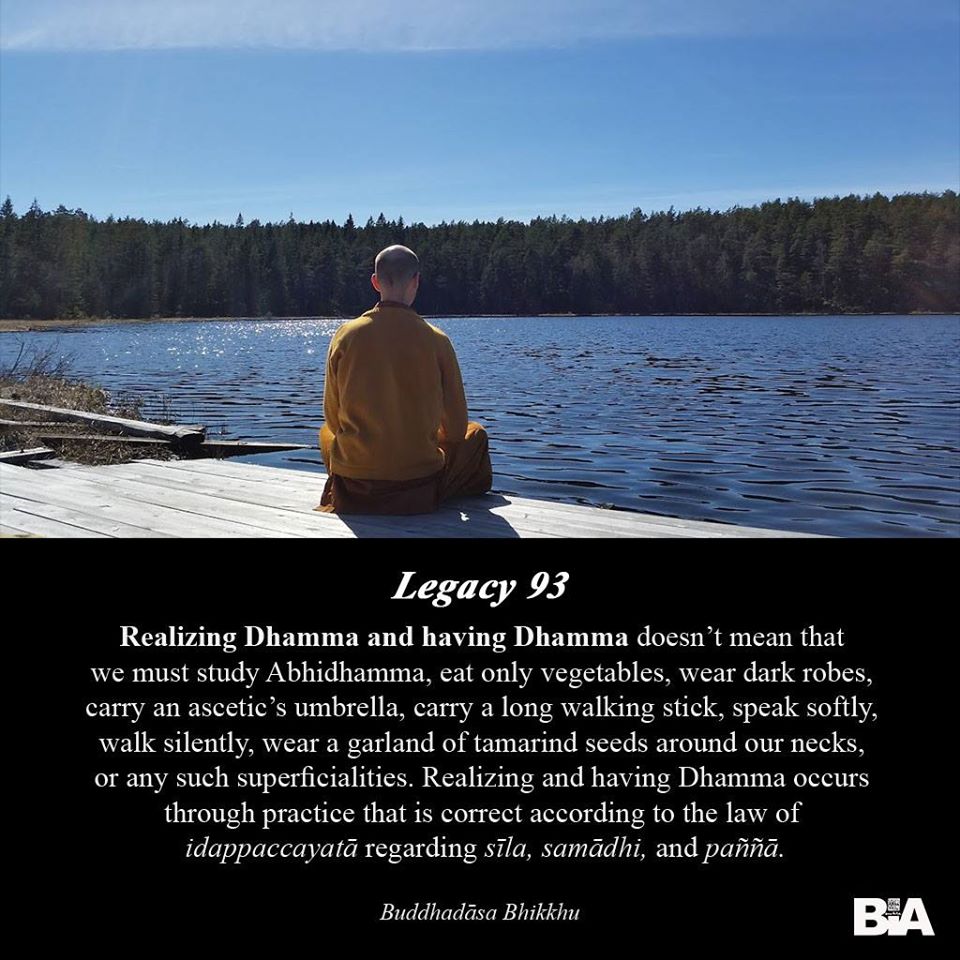 Legacy 93
Realizing Dhamma and having Dhamma doesn’t mean that
we must study Abhidhamma, eat only vegetables, wear dark robes,
carry an ascetic’s umbrella, carry a long walking stick, speak softly,
walk silently, wear a garland of tamarind seeds around our necks,
or any such superficialities. Realizing and having Dhamma occurs
through practice that is correct according to the law of
idappaccayatā regarding sīla, samādhi, and paññā.
Buddhadāsa Bhikkhu
BIA